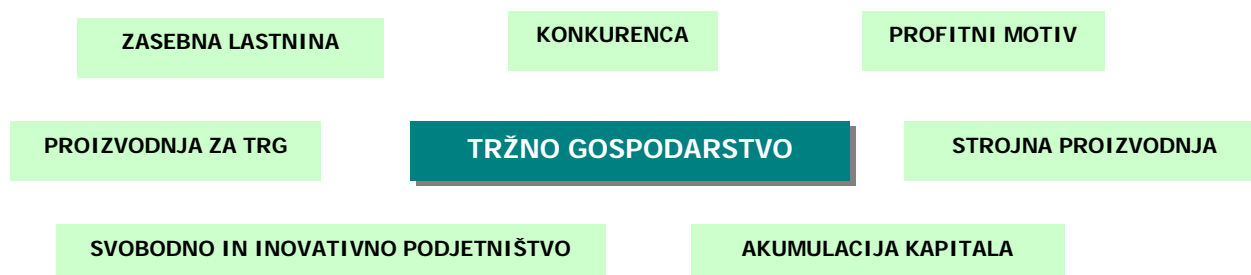 ZASEBNA LASTNINA
KONKURENCA
PROFITNI MOTIV
PROIZVODNJA ZA TRG
TRŽNO GOSPODARSTVO
STROJNA PROIZVODNJA
SVOBODNO IN INOVATIVNO PODJETNIŠTVO
AKUMULACIJA KAPITALA